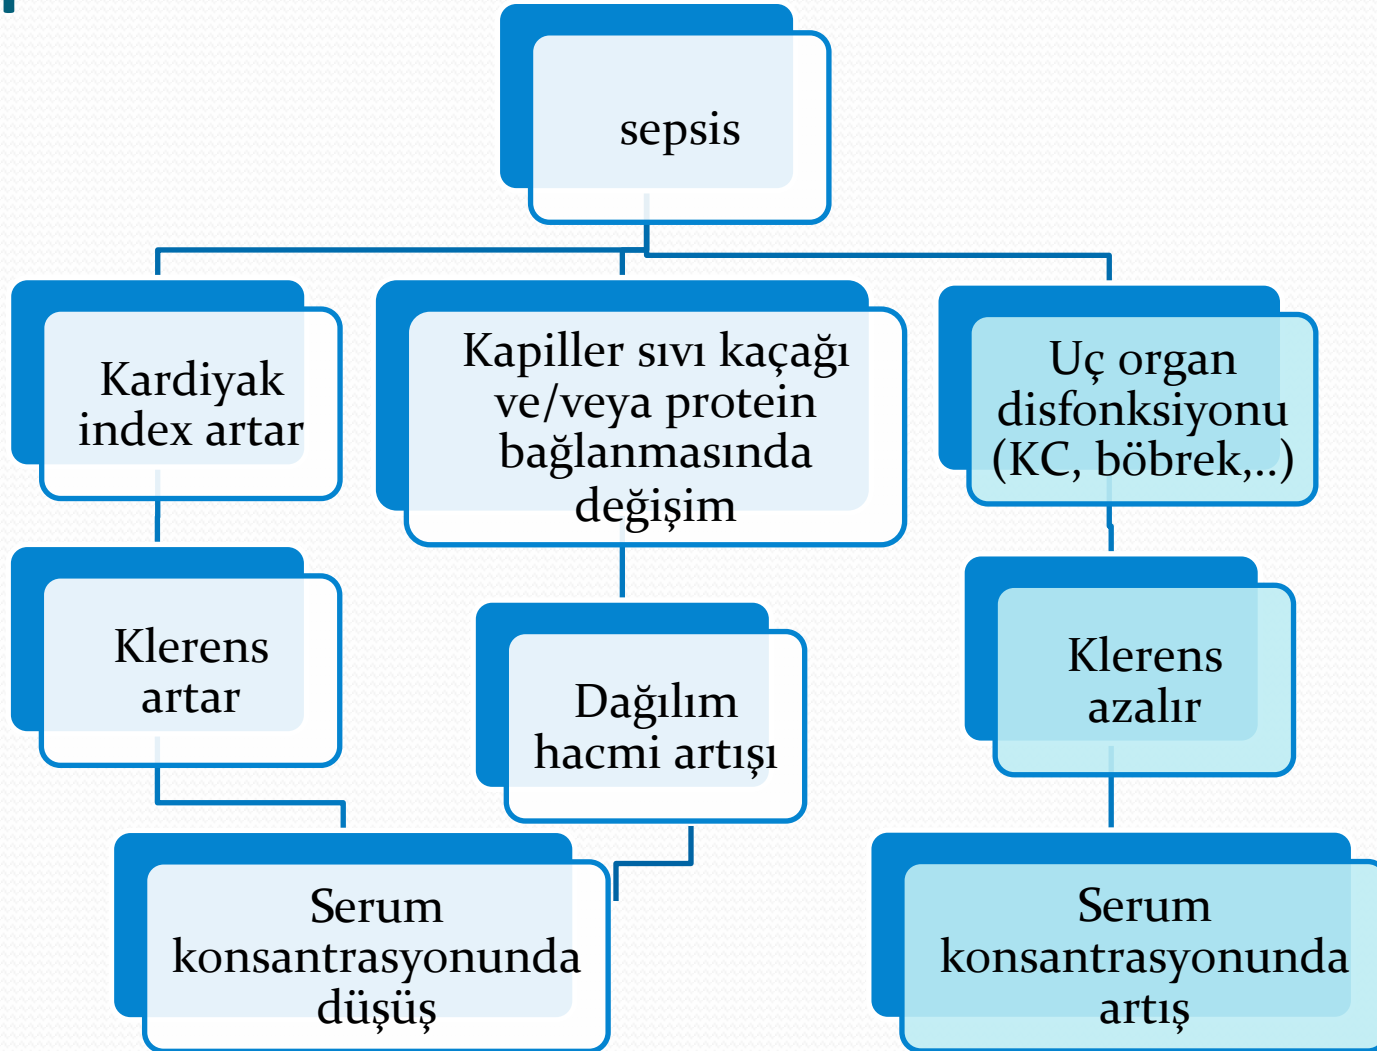 sepsis
Kardiyak
index artar
Kapiller sıvı kaçağı
ve/veya protein
bağlanmasında
değişim
Uç organ
disfonksiyonu
(KC, böbrek,..)
Klerens
artar
Dağılım
hacmi artışı
Klerens
azalır
Serum
konsantrasyonunda
düşüş
Serum
konsantrasyonunda
artış